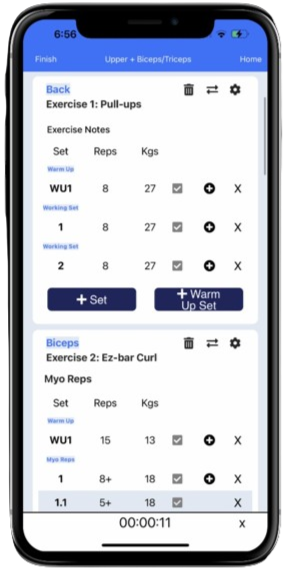 6:56
Finish Upper + Biceps/Triceps Home
Back
Exercise 1: Pull-ups
Exercise Notes
Set Reps Kgs
Warm Up
WU1 8 27 X
Working Set
1 8 27 X
Working Set
2 8 27 X
+ Set + Warm
Up Set
Biceps
Exercise 2: Ez-bar Curl
Myo Reps
Set Reps Kgs
Warm Up
WU1 15 13 X
Myo Reps
1 8+ 18 X
1.1 5+ 18 X
00:00:11 x